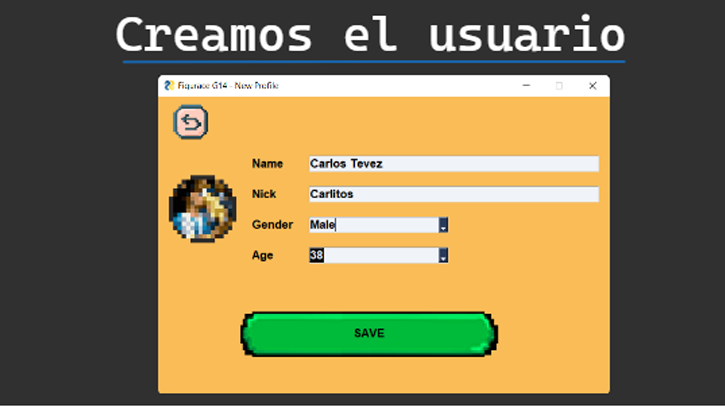 Creamos el usuario
Figurace G14 - New Profile
Name Carlos Tevez
Nick Carlitos
Gender Male
Age 38
SAVE